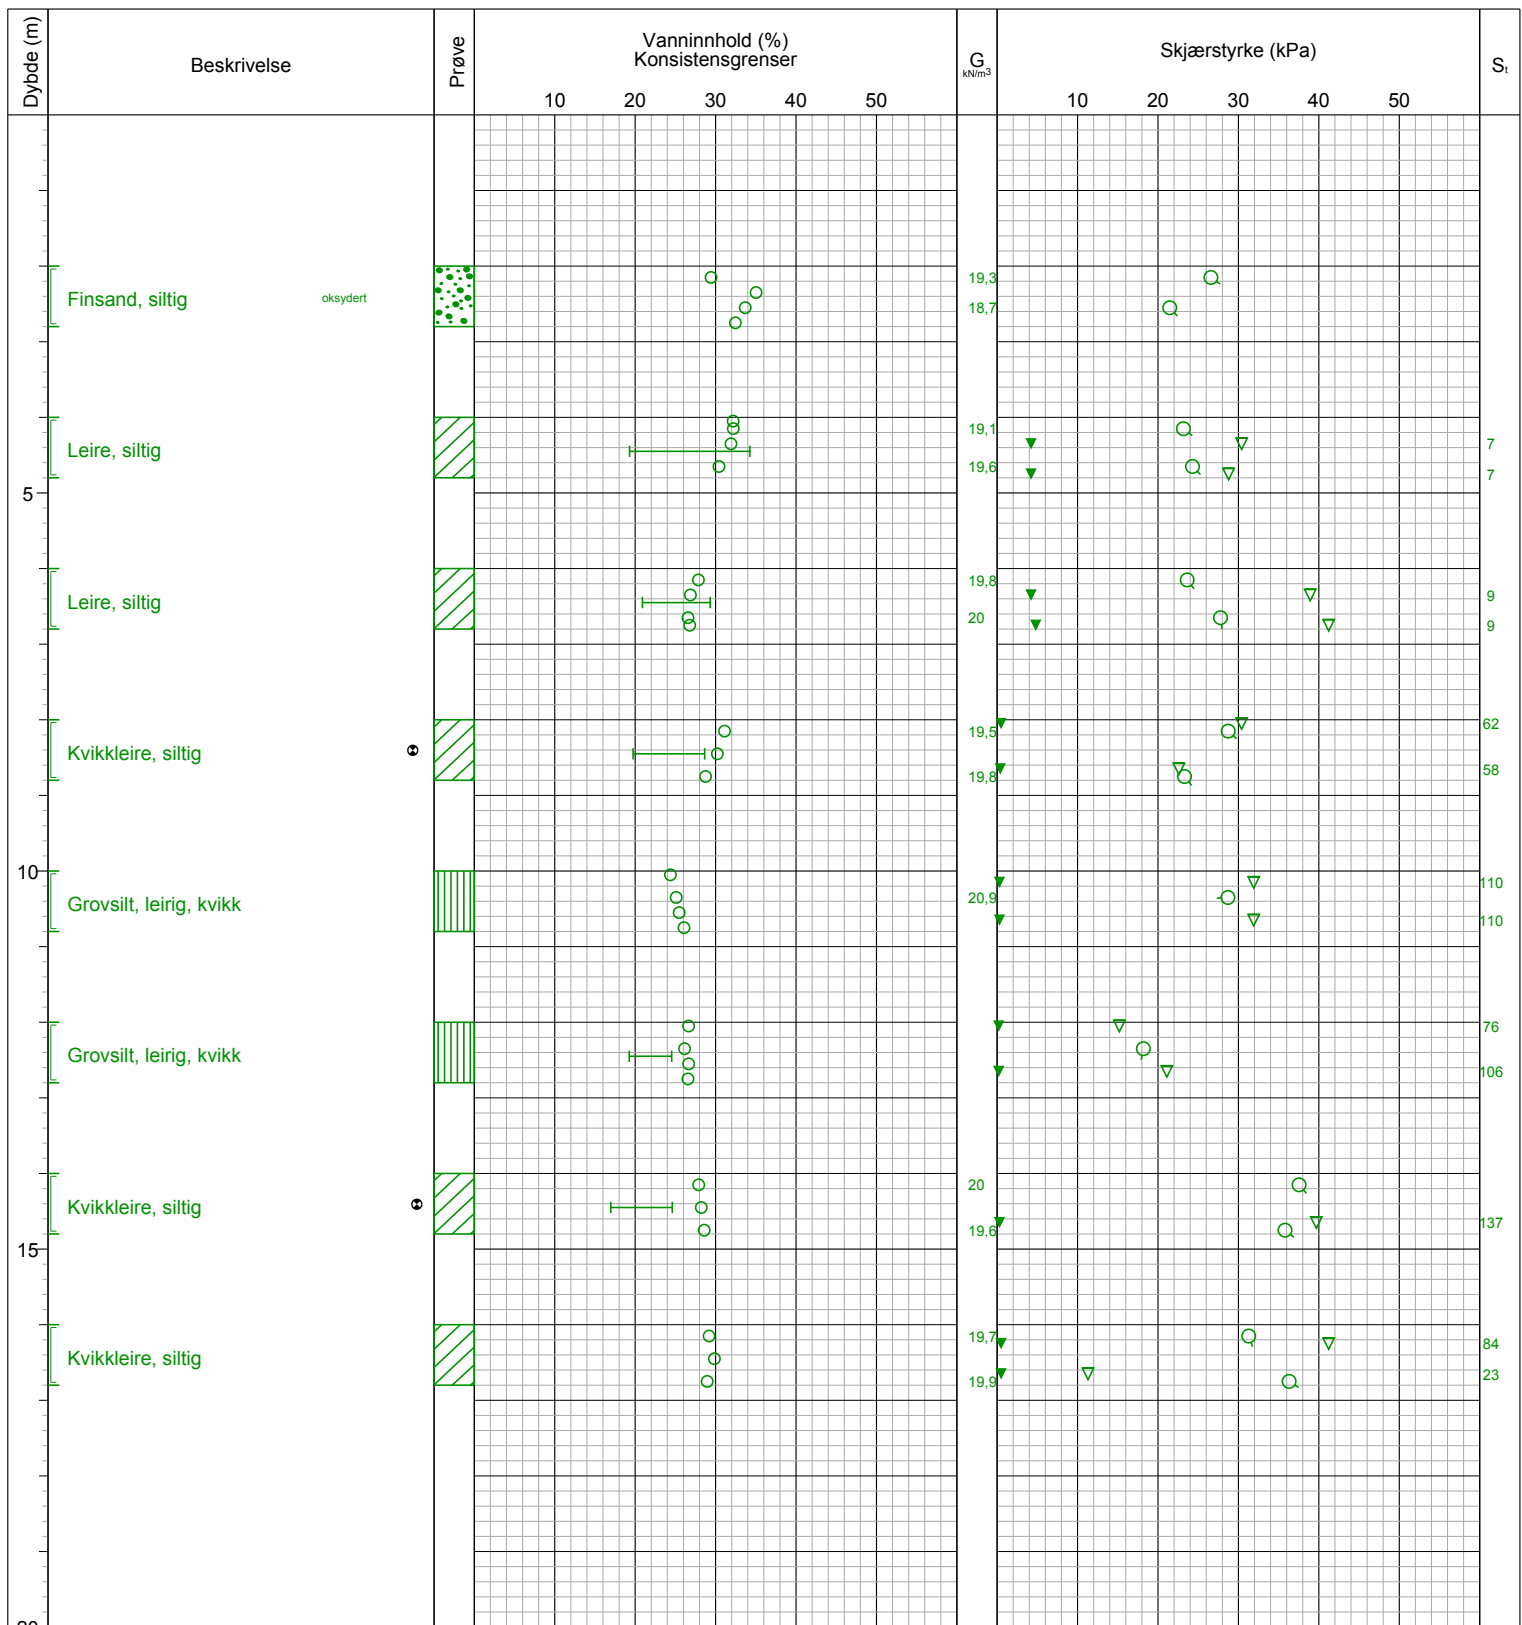 Dybde (m)
Beskrivelse
Prøve
Vanninnhold (%)
Konsistensgrenser
10 20 30 40 50
G
kN/m3
Skjærstyrke (kPa)
10 20 30 40 50
St
19,3
Finsand, siltig oksydert 18,7
19,1
Leire, siltig 7
19,6 7
5
19,8
Leire, siltig 9
20 9
19,5 62
Kvikkleire, siltig 58
19,8
10 110
Grovsilt, leirig, kvikk 20,9
110
76
Grovsilt, leirig, kvikk 106
20
Kvikkleire, siltig 137
19,6
15
19,7 84
Kvikkleire, siltig 23
19,9